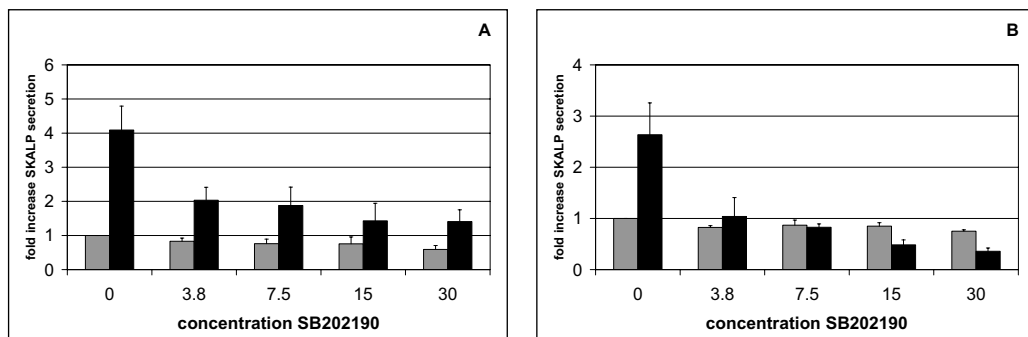 A
fold increase SKALP secretion
6
5
4
3
2
1
0
0 3.8 7.5 15 30
concentration SB202190
B
fold increase SKALP secretion
4
3
2
1
0
0 3.8 7.5 15 30
concentration SB202190